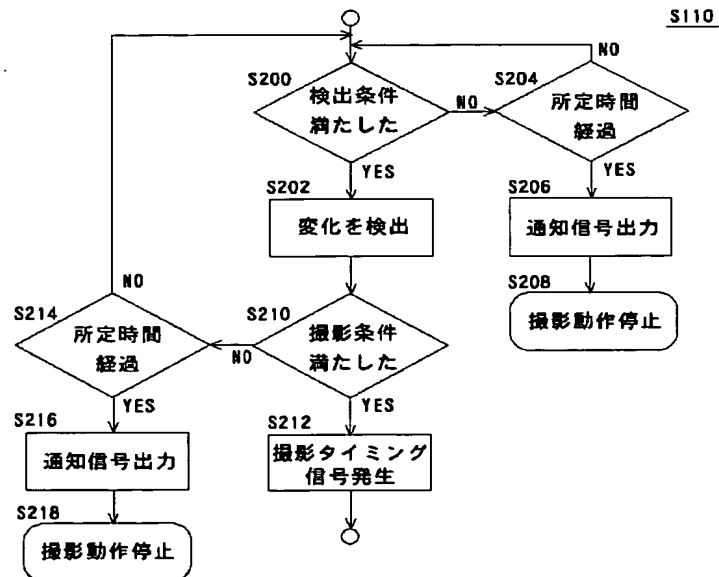 S110
S200
検出条件
満たした
NO
YES
S204
所定時間
経過
NO
YES
S202
変化を検出
S206
通知信号出力
S208
撮影動作停止
S210
撮影条件
満たした
NO
YES
S214
所定時間
経過
NO
YES
S212
撮影タイミング
信号発生
S216
通知信号出力
S218
撮影動作停止